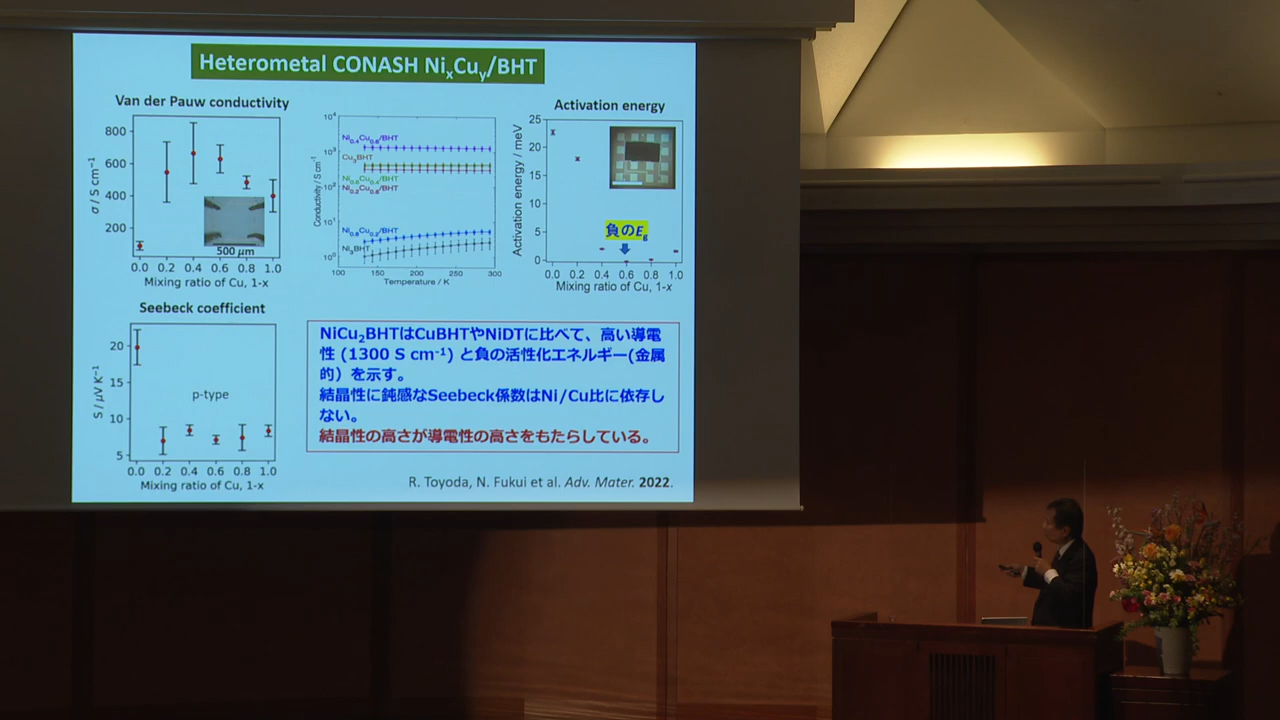 Heterometal CONASH NixCuy/BHT
Van der Pauw conductivity
σ / S cm⁻¹
800
600
400
200
500 μm
0.0 0.2 0.4 0.6 0.8 1.0
Mixing ratio of Cu, 1-x
Conductivity / S cm⁻¹
10⁴
10³
10²
10¹
10⁰
Ni0.4Cu0.6/BHT
Cu3BHT
Ni0.6Cu0.4/BHT
Ni0.2Cu0.8/BHT
Ni0.8Cu0.2/BHT
Ni3BHT
100 150 200 250 300
Temperature / K
Activation energy
Activation energy / meV
25
20
15
10
5
0
負のEg
0.0 0.2 0.4 0.6 0.8 1.0
Mixing ratio of Cu, 1-x
Seebeck coefficient
S / μV K⁻¹
20
15
10
5
p-type
0.0 0.2 0.4 0.6 0.8 1.0
Mixing ratio of Cu, 1-x
NiCu₂BHTはCuBHTやNiDTに比べて、高い導電
性 (1300 S cm⁻¹) と負の活性化エネルギー(金属
的）を示す。
結晶性に鈍感なSeebeck係数はNi/Cu比に依存し
ない。
結晶性の高さが導電性の高さをもたらしている。
R. Toyoda, N. Fukui et al. Adv. Mater. 2022.